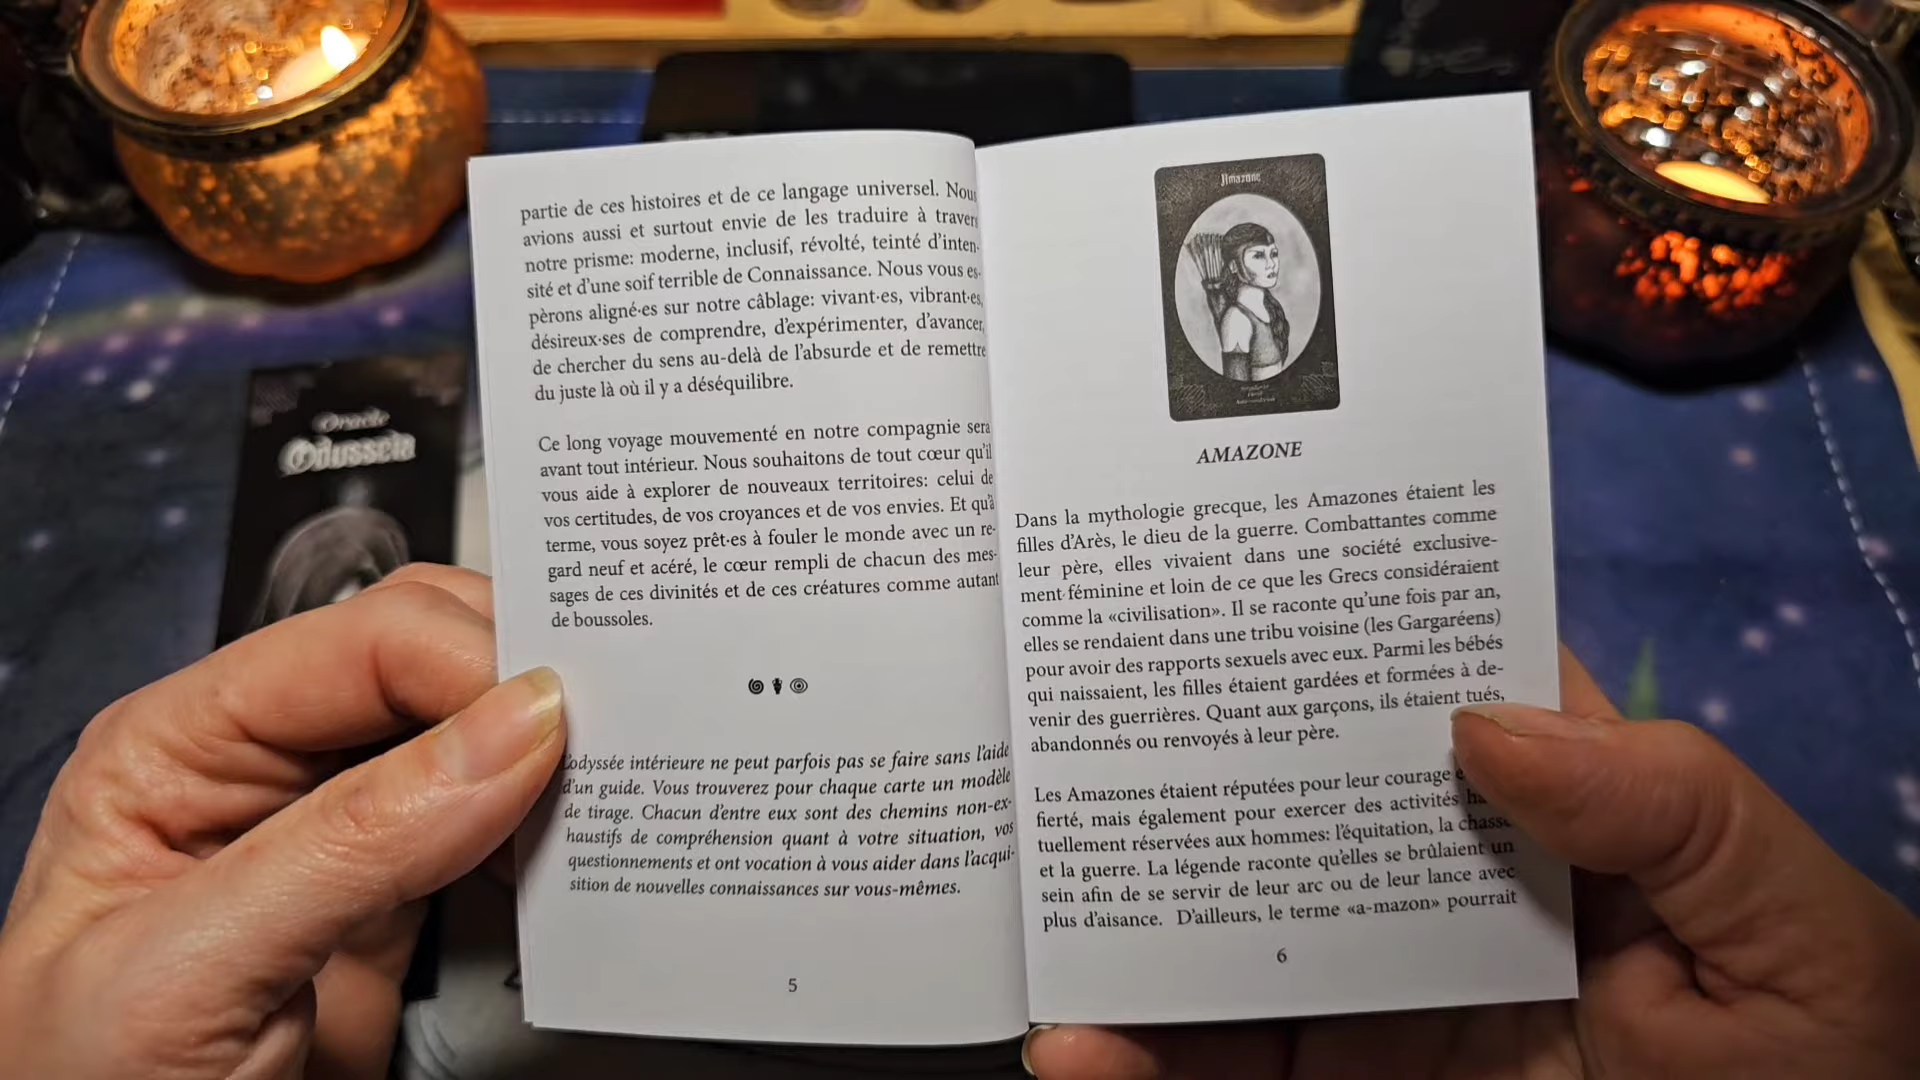 Oracle
Odusseia
partie de ces histoires et de ce langage universel. Nous
avions aussi et surtout envie de les traduire à travers
notre prisme: moderne, inclusif, révolté, teinté d'inten-
sité et d'une soif terrible de Connaissance. Nous vous es-
pèrons aligné·es sur notre câblage: vivant·es, vibrant·es,
désireux·ses de comprendre, d'expérimenter, d'avancer,
de chercher du sens au-delà de l'absurde et de remettre
du juste là où il y a déséquilibre.
Ce long voyage mouvementé en notre compagnie sera
avant tout intérieur. Nous souhaitons de tout cœur qu'il
vous aide à explorer de nouveaux territoires: celui de
vos certitudes, de vos croyances et de vos envies. Et qu'à
terme, vous soyez prêt·es à fouler le monde avec un re-
gard neuf et acéré, le cœur rempli de chacun des mes-
sages de ces divinités et de ces créatures comme autant
de boussoles.
L'odyssée intérieure ne peut parfois pas se faire sans l'aide
d'un guide. Vous trouverez pour chaque carte un modèle
de tirage. Chacun d'entre eux sont des chemins non-ex-
haustifs de compréhension quant à votre situation, vos
questionnements et ont vocation à vous aider dans l'acqui-
sition de nouvelles connaissances sur vous-mêmes.
5
Amazone
AMAZONE
Dans la mythologie grecque, les Amazones étaient les
filles d'Arès, le dieu de la guerre. Combattantes comme
leur père, elles vivaient dans une société exclusive-
ment féminine et loin de ce que les Grecs considéraient
comme la «civilisation». Il se raconte qu'une fois par an,
elles se rendaient dans une tribu voisine (les Gargaréens)
pour avoir des rapports sexuels avec eux. Parmi les bébés
qui naissaient, les filles étaient gardées et formées à de-
venir des guerrières. Quant aux garçons, ils étaient tués,
abandonnés ou renvoyés à leur père.
Les Amazones étaient réputées pour leur courage
fierté, mais également pour exercer des activités
tuellement réservées aux hommes: l'équitation, la chasse
et la guerre. La légende raconte qu'elles se brûlaient un
sein afin de se servir de leur arc ou de leur lance avec
plus d'aisance. D'ailleurs, le terme «a-mazon» pourrait
6